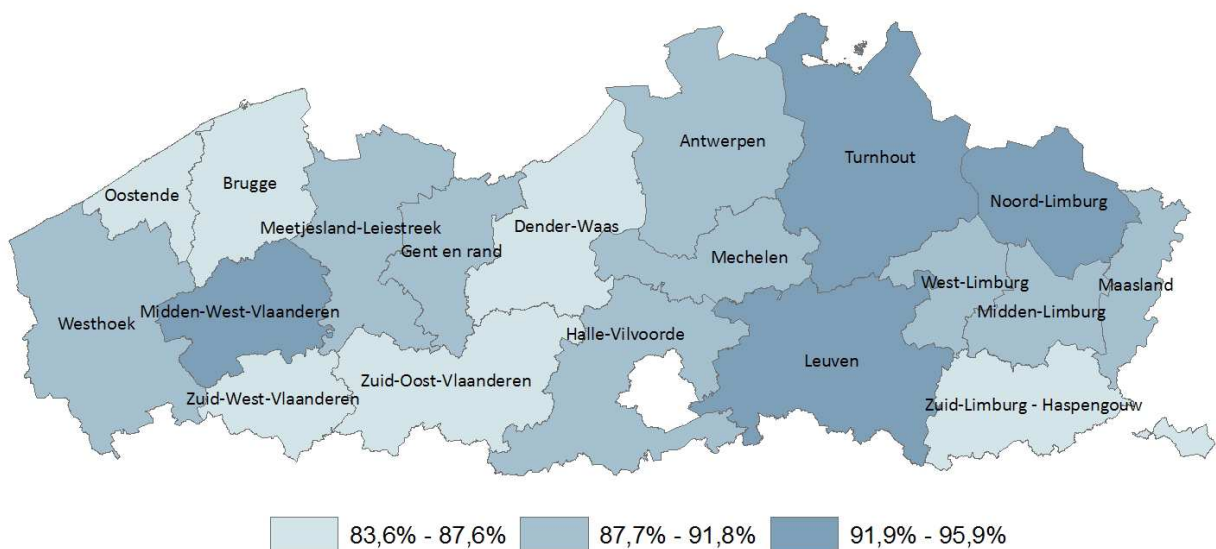 Antwerpen
Turnhout
Oostende
Brugge
Noord-Limburg
Meetjesland-Leiestreek
Dender-Waas
Gent en rand
Mechelen
West-Limburg
Maasland
Midden-West-Vlaanderen
Midden-Limburg
Westhoek
Halle-Vilvoorde
Leuven
Zuid-Oost-Vlaanderen
Zuid-West-Vlaanderen
Zuid-Limburg - Haspengouw
83,6% - 87,6%
87,7% - 91,8%
91,9% - 95,9%